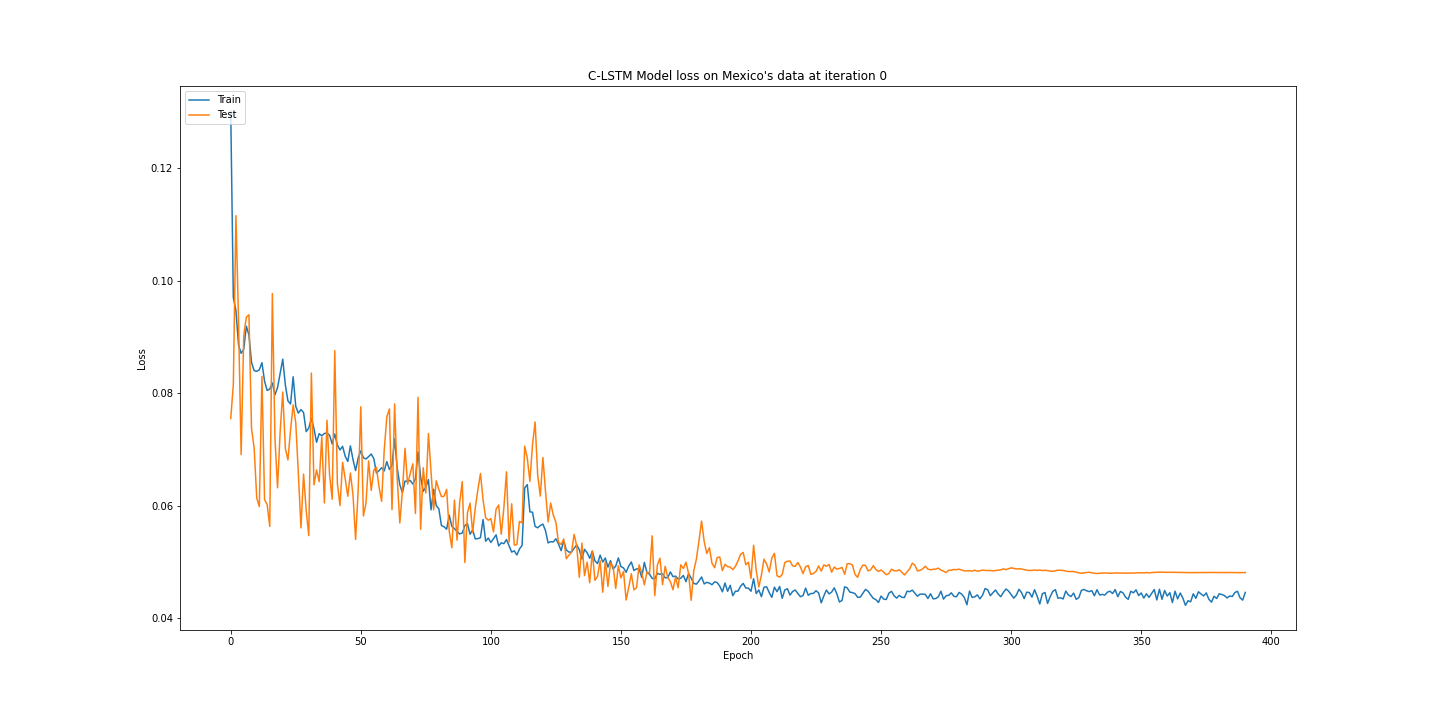 C-LSTM Model loss on Mexico's data at iteration 0
Train
Test
0.12
0.10
0.08
0.06
0.04
Loss
0 50 100 150 200 250 300 350 400
Epoch